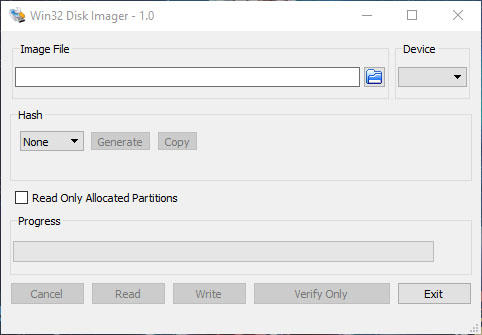 Win32 Disk Imager - 1.0
Image File
Device
Hash
None
Generate
Copy
Read Only Allocated Partitions
Progress
Cancel
Read
Write
Verify Only
Exit